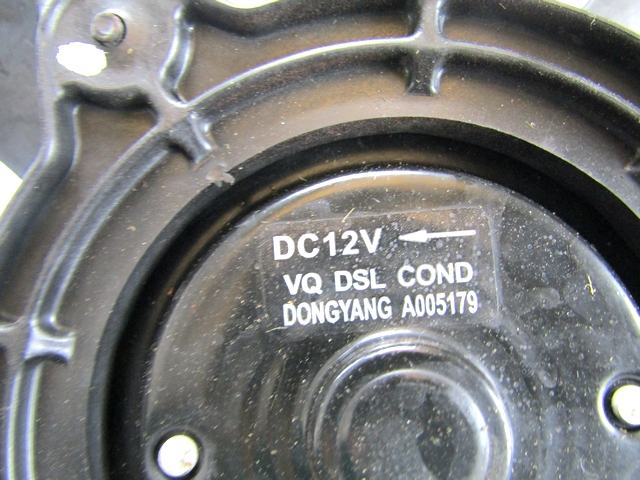 DC12V
VQ DSL COND
DONGYANG A005179